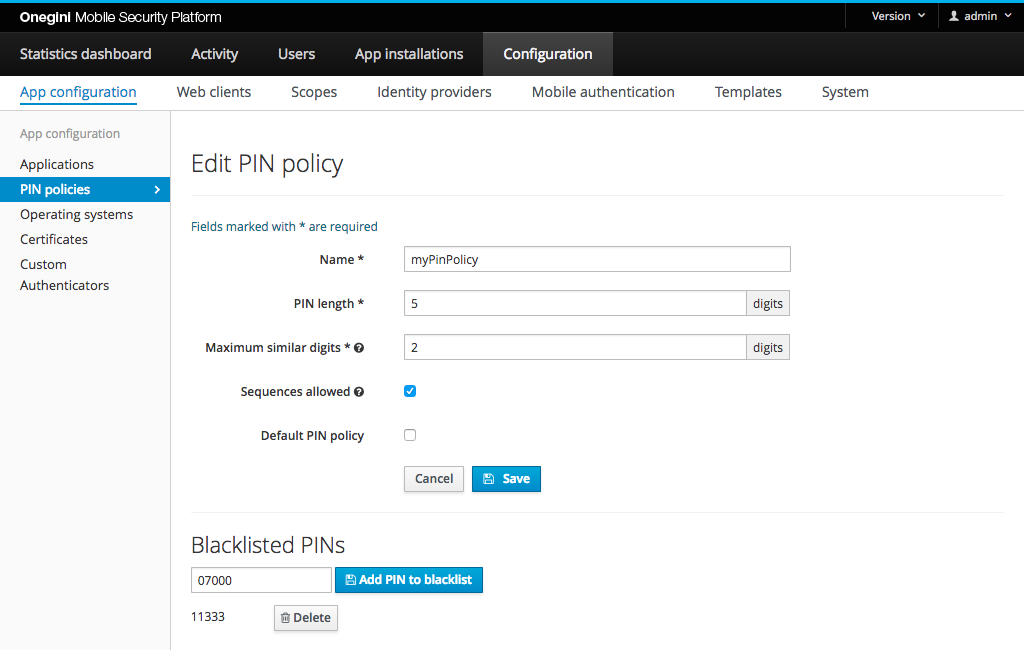 Onegini Mobile Security Platform
Version
admin
Statistics dashboard
Activity
Users
App installations
Configuration
App configuration
Web clients
Scopes
Identity providers
Mobile authentication
Templates
System
App configuration
Applications
PIN policies
Operating systems
Certificates
Custom
Authenticators
Edit PIN policy
Fields marked with * are required
Name *
myPinPolicy
PIN length *
5
digits
Maximum similar digits *
2
digits
Sequences allowed
Default PIN policy
Cancel
Save
Blacklisted PINs
07000
Add PIN to blacklist
11333
Delete